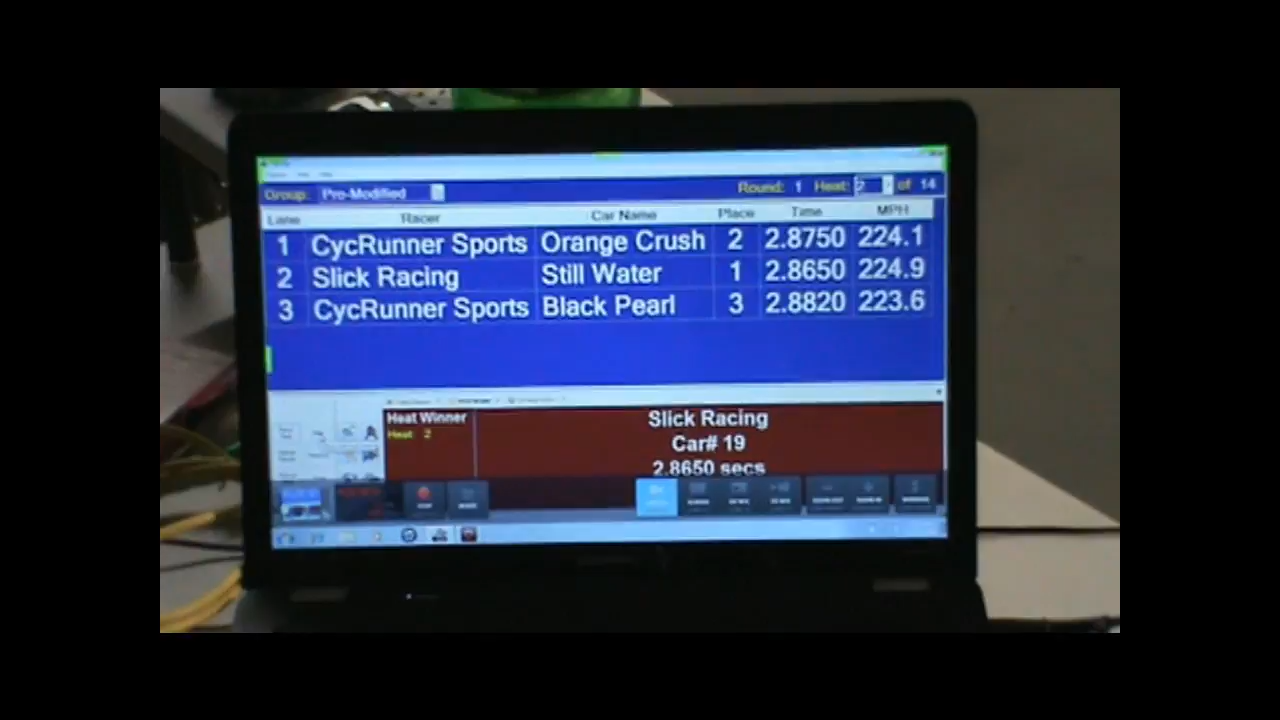 Group: Pro-Modified Round: 1 Heat: 2 of 14
Lane Racer Car Name Place Time MPH
1 CycRunner Sports Orange Crush 2 2.8750 224.1
2 Slick Racing Still Water 1 2.8650 224.9
3 CycRunner Sports Black Pearl 3 2.8820 223.6
Heat Winner
Heat: 2
Slick Racing
Car# 19
2.8650 secs